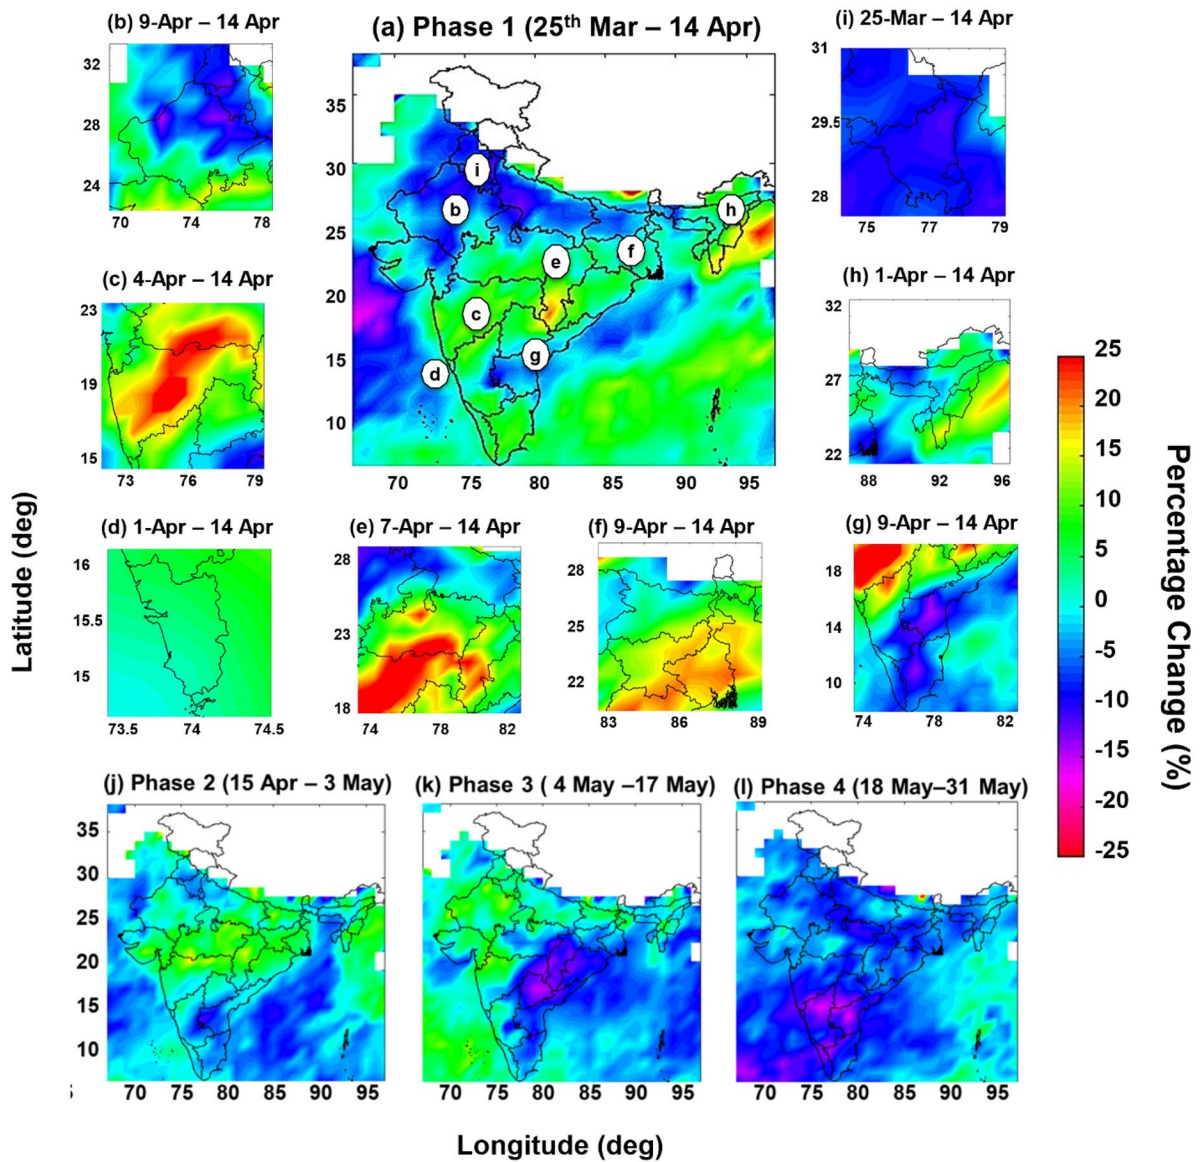 (b) 9-Apr – 14 Apr
(a) Phase 1 (25th Mar – 14 Apr)
(i) 25-Mar – 14 Apr
32
28
24
70 74 78
35
30
25
20
15
10
70 75 80 85 90 95
i
b
h
f
e
c
g
d
31
29.5
28
75 77 79
(c) 4-Apr – 14 Apr
23
19
15
73 76 79
(h) 1-Apr – 14 Apr
32
27
22
88 92 96
(d) 1-Apr – 14 Apr
16
15.5
15
73.5 74 74.5
(e) 7-Apr – 14 Apr
28
23
18
74 78 82
(f) 9-Apr – 14 Apr
28
25
22
83 86 89
(g) 9-Apr – 14 Apr
18
14
10
74 78 82
25
20
15
10
5
0
-5
-10
-15
-20
-25
Percentage Change (%)
Latitude (deg)
(j) Phase 2 (15 Apr – 3 May)
(k) Phase 3 ( 4 May –17 May)
(l) Phase 4 (18 May–31 May)
35
30
25
20
15
10
70 75 80 85 90 95
70 75 80 85 90 95
70 75 80 85 90 95
Longitude (deg)